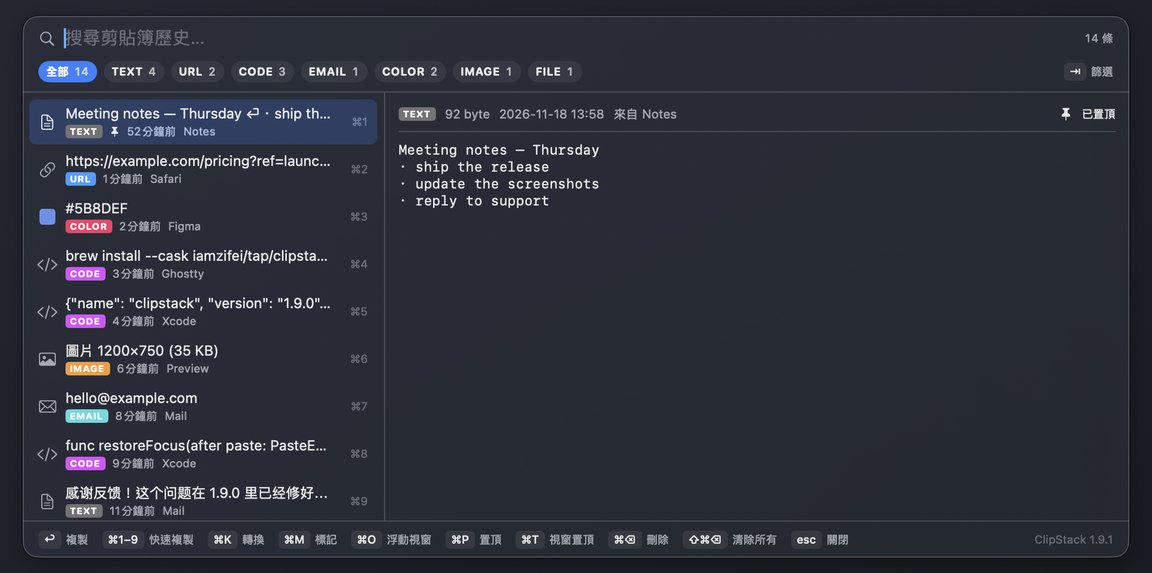 搜尋剪貼簿歷史...
14 條
全部 14 TEXT 4 URL 2 CODE 3 EMAIL 1 COLOR 2 IMAGE 1 FILE 1
⇥ 篩選
Meeting notes — Thursday ⏎ · ship th...
TEXT 52分鐘前 Notes
⌘1
https://example.com/pricing?ref=launc...
URL 1分鐘前 Safari
⌘2
#5B8DEF
COLOR 2分鐘前 Figma
⌘3
brew install --cask iamzifei/tap/clipsta...
CODE 3分鐘前 Ghostty
⌘4
{"name": "clipstack", "version": "1.9.0"...
CODE 4分鐘前 Xcode
⌘5
圖片 1200×750 (35 KB)
IMAGE 6分鐘前 Preview
⌘6
hello@example.com
EMAIL 8分鐘前 Mail
⌘7
func restoreFocus(after paste: PasteE...
CODE 9分鐘前 Xcode
⌘8
感谢反馈！这个问题在 1.9.0 里已经修好...
TEXT 11分鐘前 Mail
⌘9
TEXT 92 byte 2026-11-18 13:58 來自 Notes
已置頂
Meeting notes — Thursday
· ship the release
· update the screenshots
· reply to support
↩ 複製 ⌘1–9 快速複製 ⌘K 轉換 ⌘M 標記 ⌘O 浮動視窗 ⌘P 置頂 ⌘T 視窗置頂 ⌘⌫ 刪除 ⇧⌘⌫ 清除所有 esc 關閉
ClipStack 1.9.1